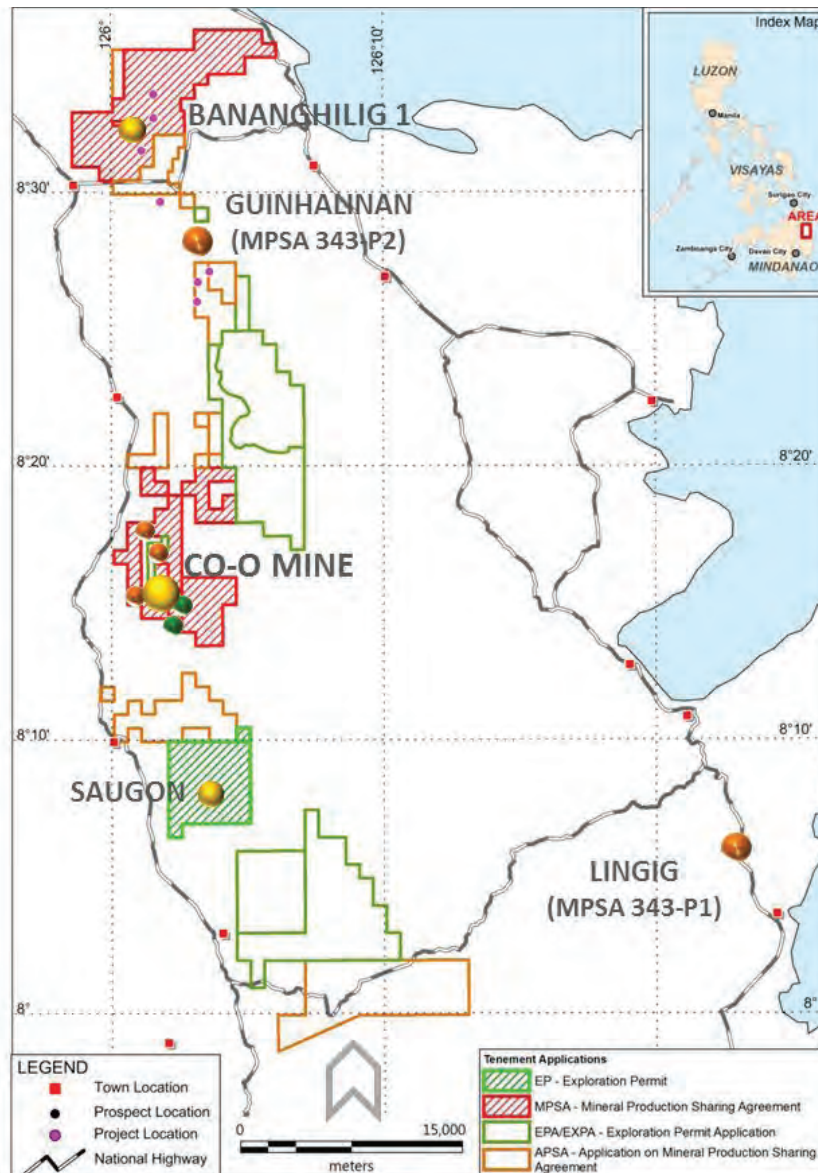 126°
126°10'
Index Map
LUZON
Manila
VISAYAS
Surigao City
AREA
Zamboanga City
Davao City
MINDANAO
BANANGHILIG 1
8°30'
GUINHALINAN
(MPSA 343-P2)
8°20'
8°20'
CO-O MINE
8°10'
8°10'
SAUGON
LINGIG
(MPSA 343-P1)
8°
8°
LEGEND
Town Location
Prospect Location
Project Location
National Highway
0
15,000
meters
Tenement Applications
EP - Exploration Permit
MPSA - Mineral Production Sharing Agreement
EPA/EXPA - Exploration Permit Application
APSA - Application on Mineral Production Sharing
Agreement